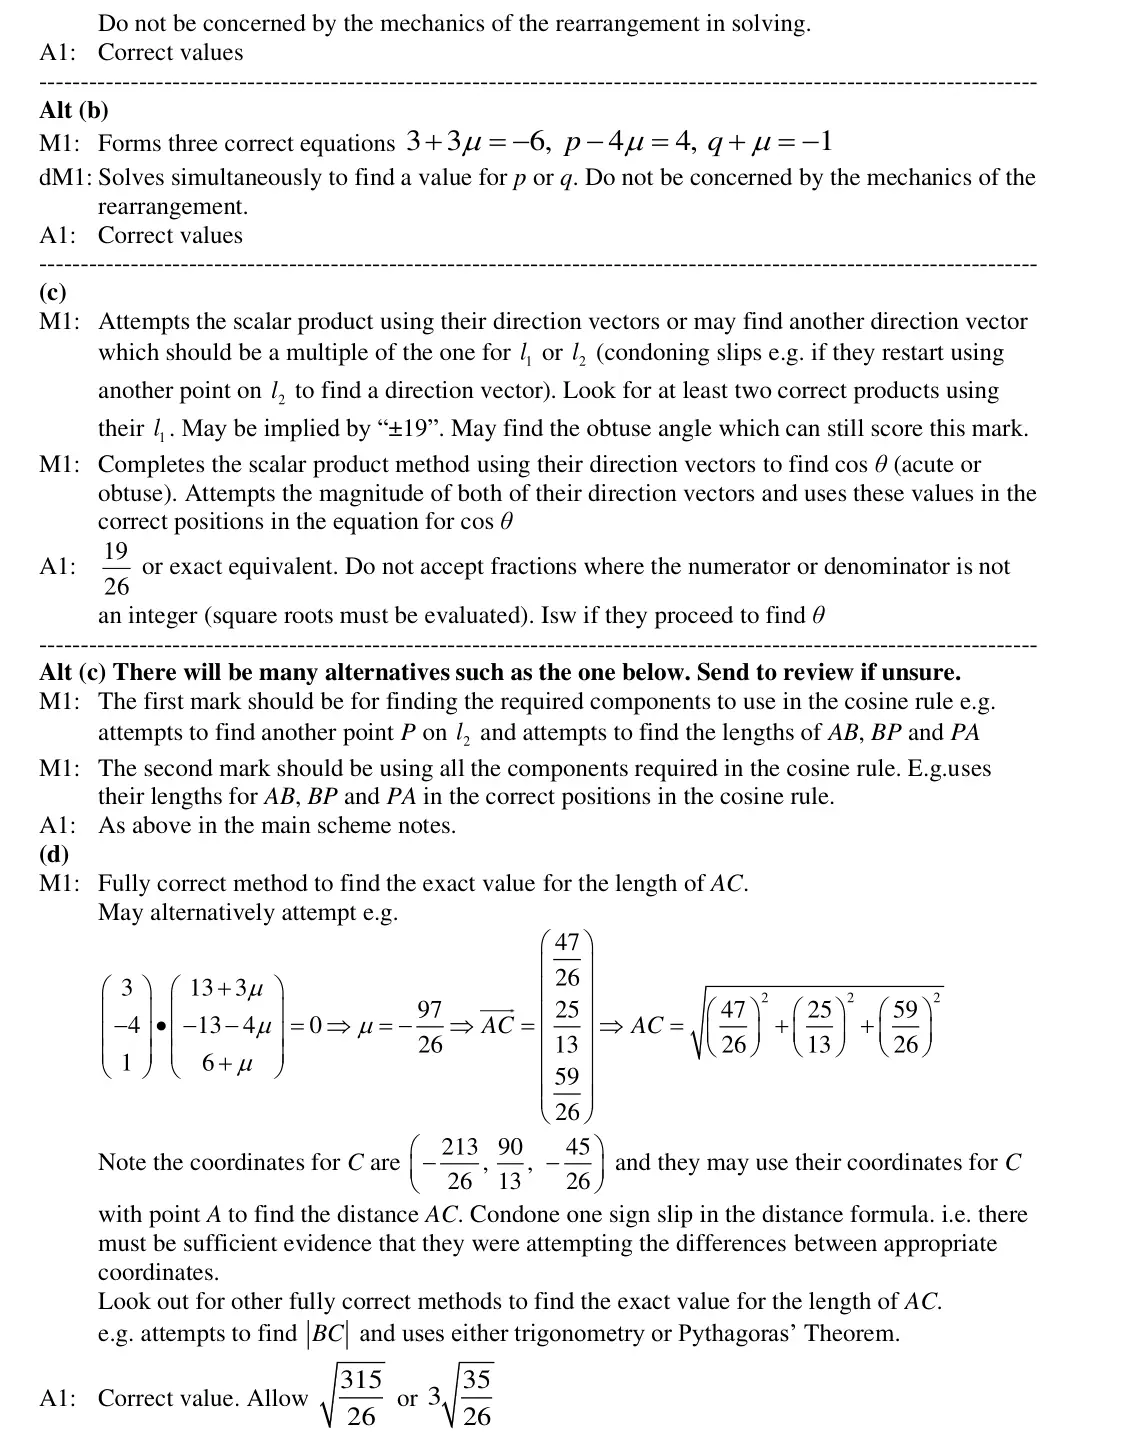 Do not be concerned by the mechanics of the rearrangement in solving.
A1: Correct values
------------------------------------------------------------------------------------------------------------------------
Alt (b)
M1: Forms three correct equations 3+3μ=−6, p−4μ=4, q+μ=−1
dM1: Solves simultaneously to find a value for p or q. Do not be concerned by the mechanics of the
rearrangement.
A1: Correct values
------------------------------------------------------------------------------------------------------------------------
(c)
M1: Attempts the scalar product using their direction vectors or may find another direction vector
which should be a multiple of the one for l₁ or l₂ (condoning slips e.g. if they restart using
another point on l₂ to find a direction vector). Look for at least two correct products using
their l₁. May be implied by “±19”. May find the obtuse angle which can still score this mark.
M1: Completes the scalar product method using their direction vectors to find cos θ (acute or
obtuse). Attempts the magnitude of both of their direction vectors and uses these values in the
correct positions in the equation for cos θ
A1: 19/26 or exact equivalent. Do not accept fractions where the numerator or denominator is not
an integer (square roots must be evaluated). Isw if they proceed to find θ
------------------------------------------------------------------------------------------------------------------------
Alt (c) There will be many alternatives such as the one below. Send to review if unsure.
M1: The first mark should be for finding the required components to use in the cosine rule e.g.
attempts to find another point P on l₂ and attempts to find the lengths of AB, BP and PA
M1: The second mark should be using all the components required in the cosine rule. E.g.uses
their lengths for AB, BP and PA in the correct positions in the cosine rule.
A1: As above in the main scheme notes.
(d)
M1: Fully correct method to find the exact value for the length of AC.
May alternatively attempt e.g.
(3, −4, 1) • (13+3μ, −13−4μ, 6+μ) = 0 ⇒ μ = −97/26 ⇒ AC = (47/26, 25/13, 59/26) ⇒ AC = √((47/26)² + (25/13)² + (59/26)²)
Note the coordinates for C are (−213/26, 90/13, −45/26) and they may use their coordinates for C
with point A to find the distance AC. Condone one sign slip in the distance formula. i.e. there
must be sufficient evidence that they were attempting the differences between appropriate
coordinates.
Look out for other fully correct methods to find the exact value for the length of AC.
e.g. attempts to find |BC| and uses either trigonometry or Pythagoras’ Theorem.
A1: Correct value. Allow √(315/26) or 3√(35/26)